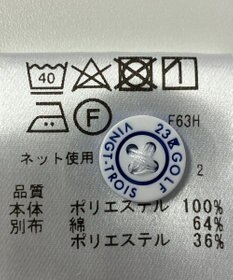 40
1
F
F63H
ネット使用
23区GOLF
VINGT-TROIS
2
品質
本体 ポリエステル 100%
別布 綿 64%
ポリエステル 36%